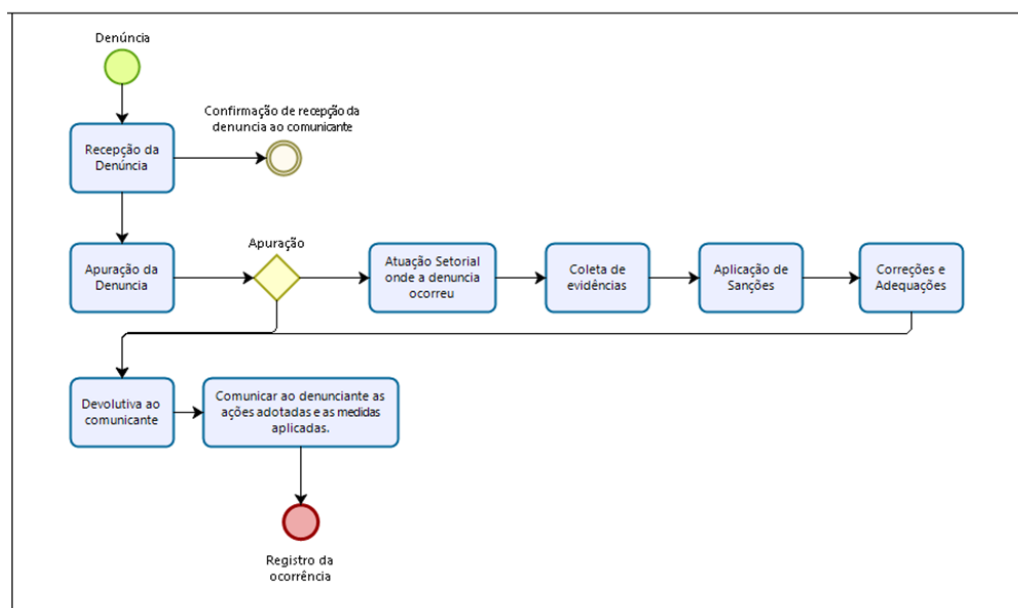 Denúncia
Confirmação de recepção da
denuncia ao comunicante
Recepção da
Denúncia
Apuração
Apuração da
Denuncia
Atuação Setorial
onde a denuncia
ocorreu
Coleta de
evidências
Aplicação de
Sanções
Correções e
Adequações
Devolutiva ao
comunicante
Comunicar ao denunciante as
ações adotadas e as medidas
aplicadas.
Registro da
ocorrência